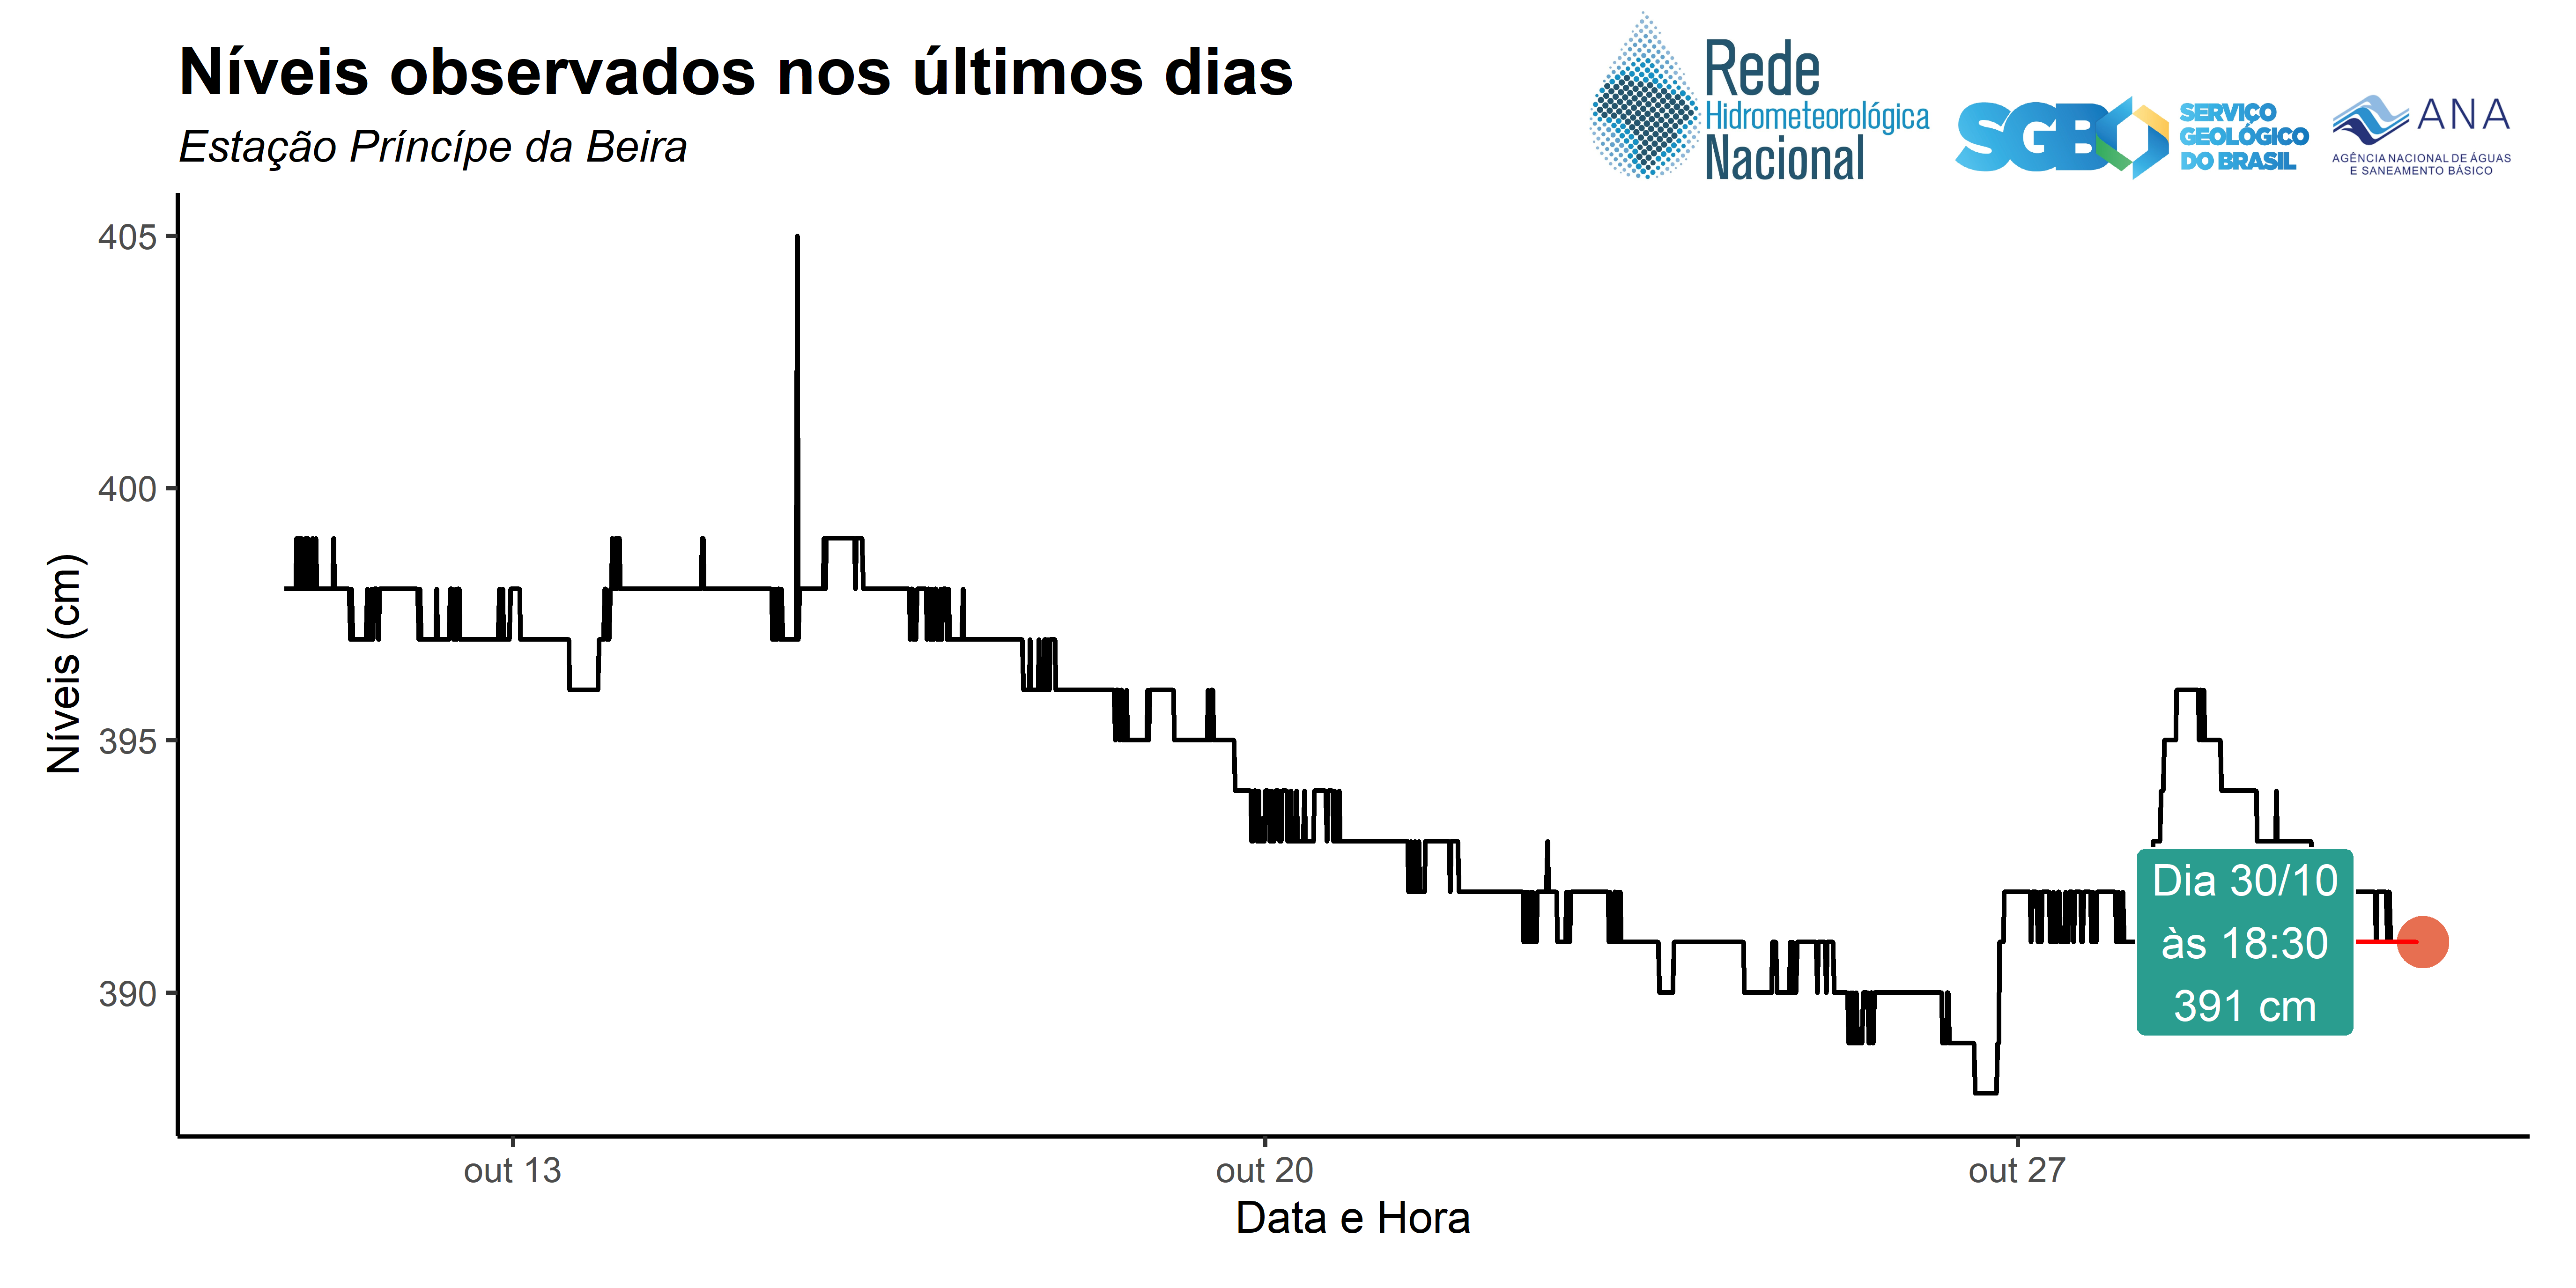 Níveis observados nos últimos dias
Estação Príncípe da Beira
Rede
Hidrometeorológica
Nacional
SGB
SERVIÇO
GEOLÓGICO
DO BRASIL
ANA
AGÊNCIA NACIONAL DE ÁGUAS
E SANEAMENTO BÁSICO
Níveis (cm)
405
400
395
390
Dia 30/10
às 18:30
391 cm
out 13
out 20
out 27
Data e Hora